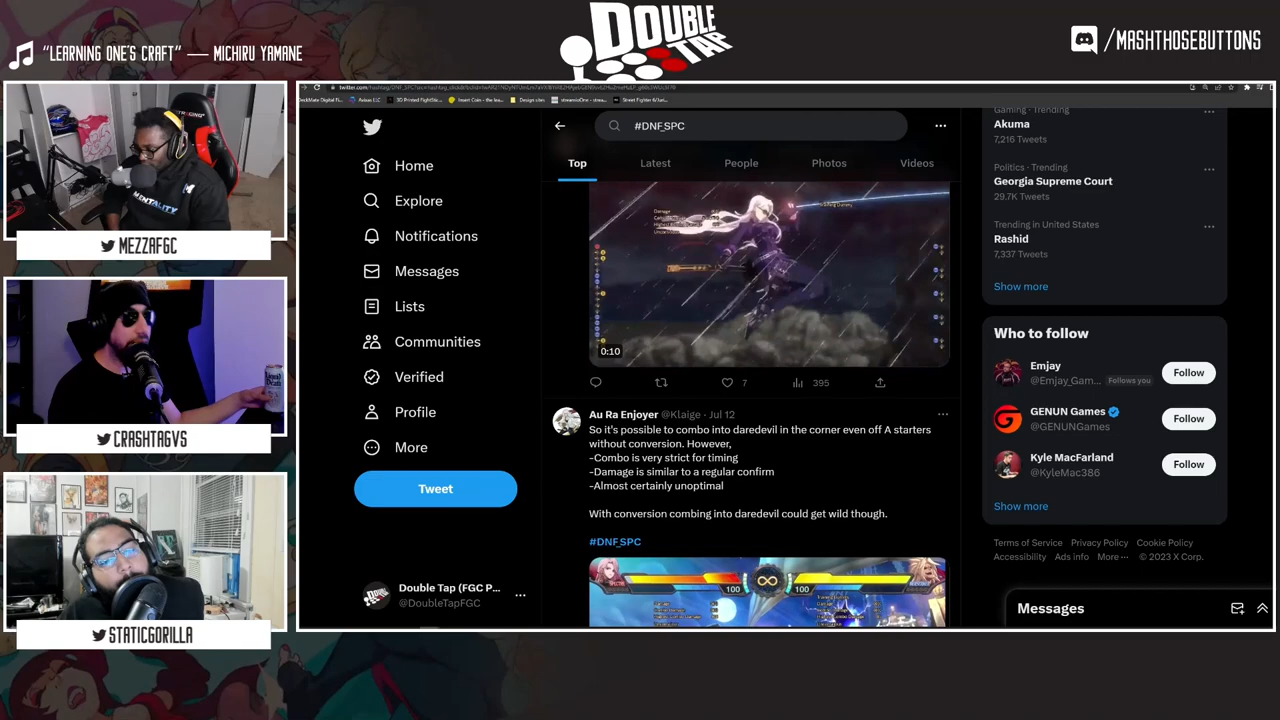 "LEARNING ONE'S CRAFT" — MICHIRU YAMANE
DOUBLE TAP
/MASHTHOSEBUTTONS
MENTALITY
MEZZAFGC
CRASHTAGVS
STATICGORILLA
#DNF_SPC
Top
Latest
People
Photos
Videos
Home
Explore
Notifications
Messages
Lists
Communities
Verified
Profile
More
Tweet
Double Tap (FGC P...
@DoubleTapFGC
0:10
7
395
Au Ra Enjoyer @Klaige · Jul 12
So it's possible to combo into daredevil in the corner even off A starters
without conversion. However,
-Combo is very strict for timing
-Damage is similar to a regular confirm
-Almost certainly unoptimal
With conversion combing into daredevil could get wild though.
#DNF_SPC
100
100
Gaming · Trending
Akuma
7,216 Tweets
Politics · Trending
Georgia Supreme Court
29.7K Tweets
Trending in United States
Rashid
7,337 Tweets
Show more
Who to follow
Emjay
@Emjay_Gam... Follows you
Follow
GENUN Games
@GENUNGames
Follow
Kyle MacFarland
@KyleMac386
Follow
Show more
Terms of Service Privacy Policy Cookie Policy
Accessibility Ads info More ··· © 2023 X Corp.
Messages